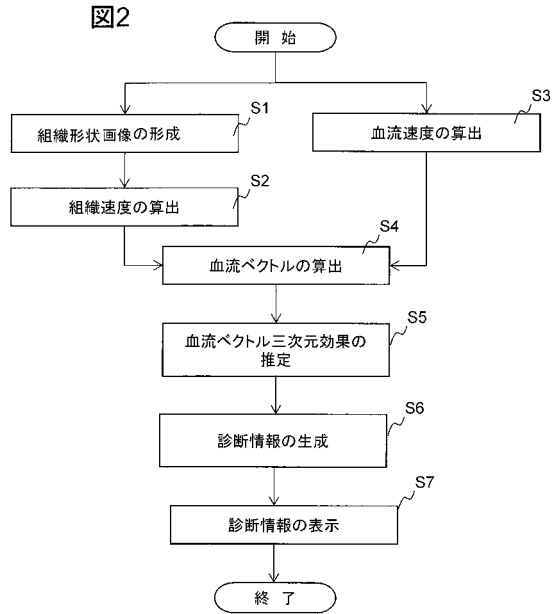 図2
開 始
S1
組織形状画像の形成
S3
血流速度の算出
S2
組織速度の算出
S4
血流ベクトルの算出
S5
血流ベクトル三次元効果の
推定
S6
診断情報の生成
S7
診断情報の表示
終 了